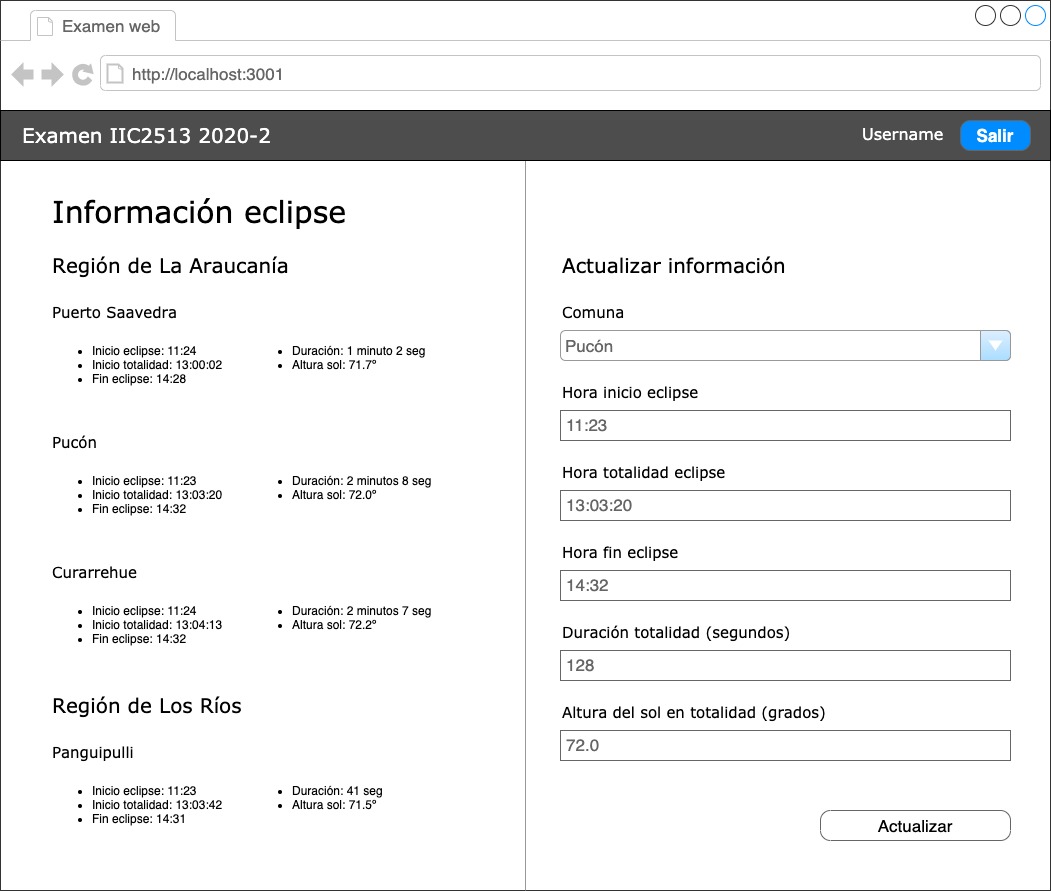 Examen web
http://localhost:3001
Examen IIC2513 2020-2
Username
Salir
Información eclipse
Región de La Araucanía
Puerto Saavedra
Inicio eclipse: 11:24
Inicio totalidad: 13:00:02
Fin eclipse: 14:28
Duración: 1 minuto 2 seg
Altura sol: 71.7º
Pucón
Inicio eclipse: 11:23
Inicio totalidad: 13:03:20
Fin eclipse: 14:32
Duración: 2 minutos 8 seg
Altura sol: 72.0º
Curarrehue
Inicio eclipse: 11:24
Inicio totalidad: 13:04:13
Fin eclipse: 14:32
Duración: 2 minutos 7 seg
Altura sol: 72.2º
Región de Los Ríos
Panguipulli
Inicio eclipse: 11:23
Inicio totalidad: 13:03:42
Fin eclipse: 14:31
Duración: 41 seg
Altura sol: 71.5º
Actualizar información
Comuna
Pucón
Hora inicio eclipse
11:23
Hora totalidad eclipse
13:03:20
Hora fin eclipse
14:32
Duración totalidad (segundos)
128
Altura del sol en totalidad (grados)
72.0
Actualizar